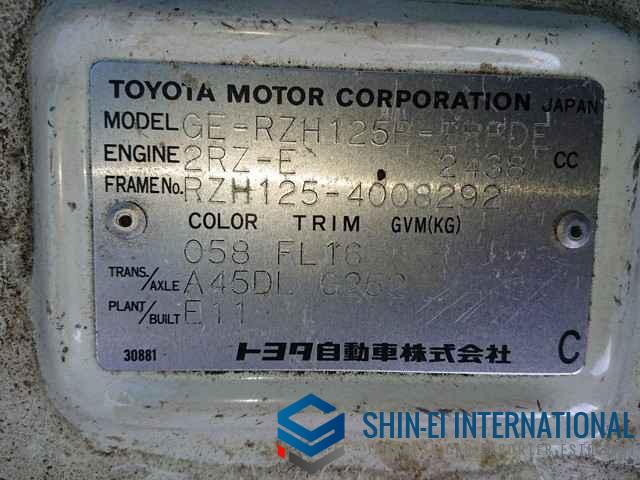 TOYOTA MOTOR CORPORATION JAPAN
MODEL
ENGINE 2RZ-E 2438 CC
FRAME No. RZH125-4008292
COLOR TRIM GVM(KG)
058 FL16
TRANS./AXLE A45DL
PLANT/BUILT E11
30881 トヨタ自動車株式会社 C
SHIN-EI INTERNATIONAL